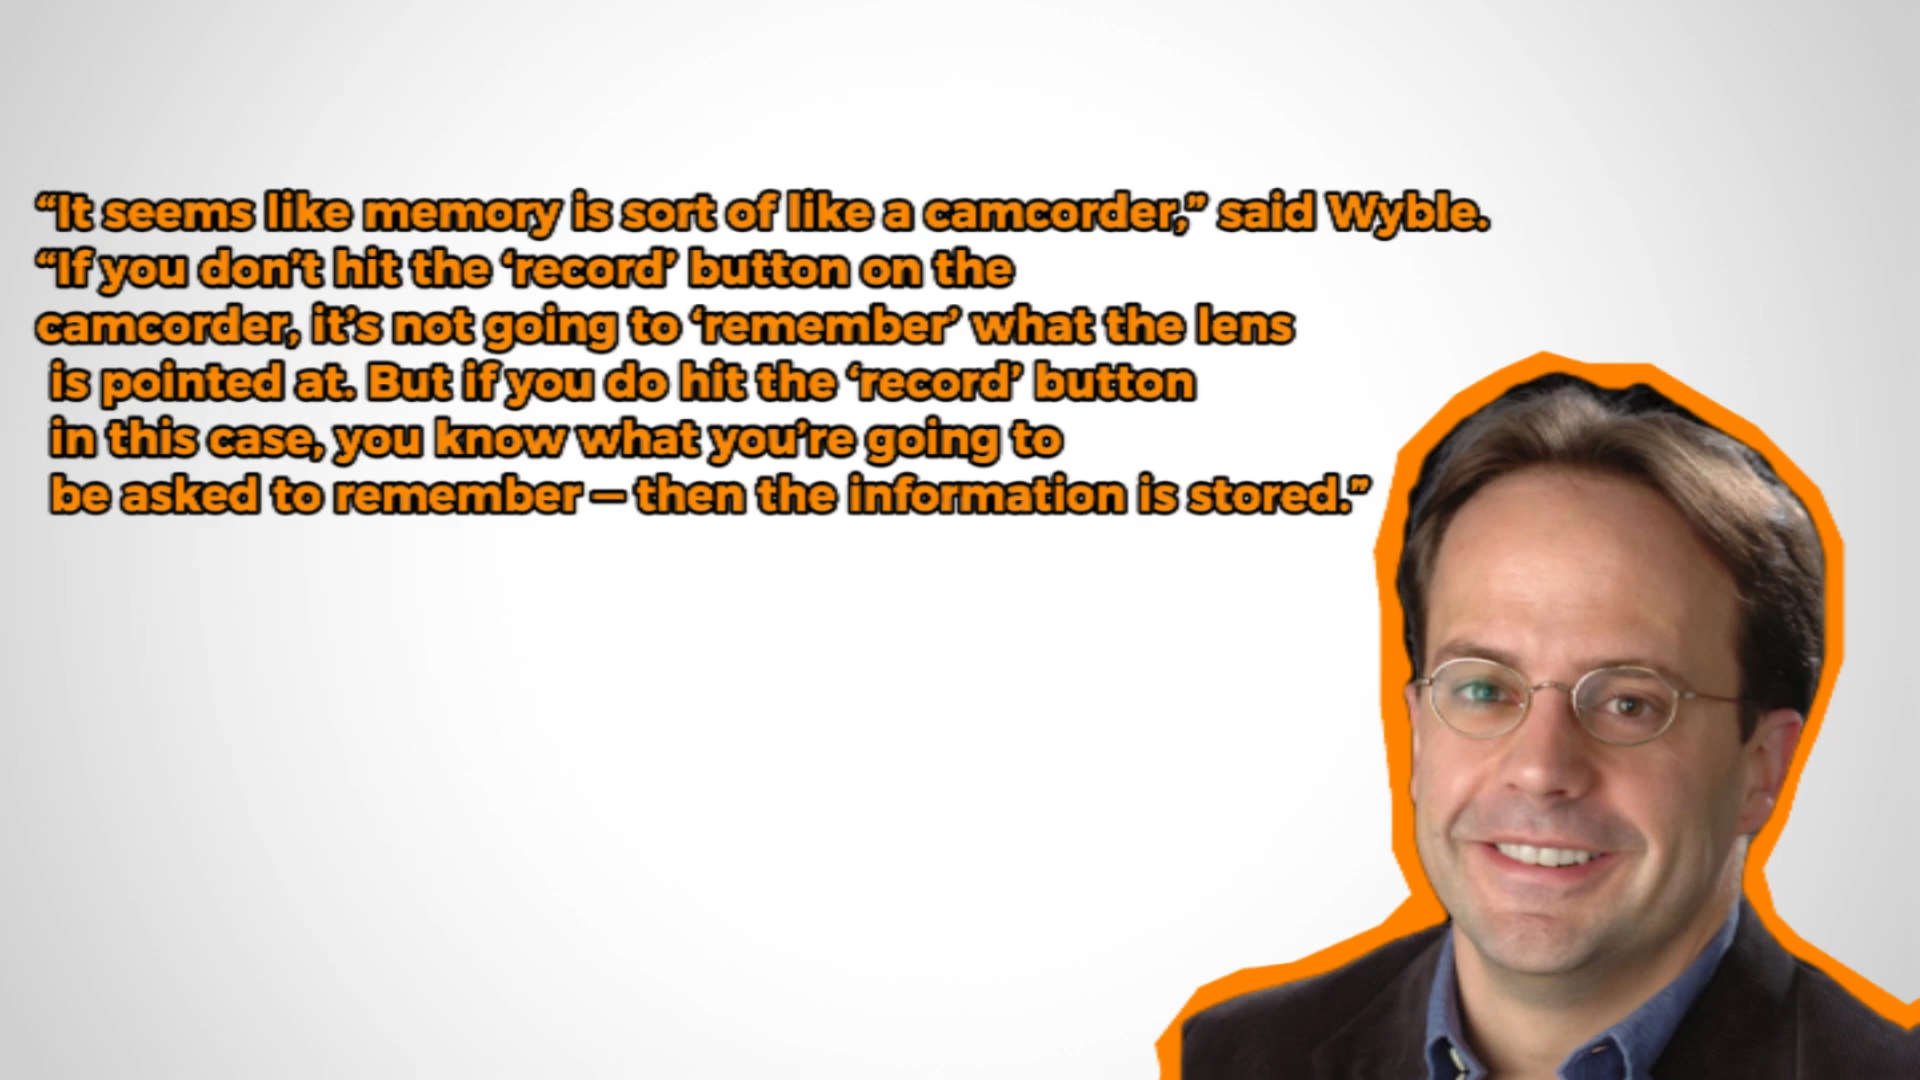 “It seems like memory is sort of like a camcorder,” said Wyble.
“If you don’t hit the ‘record’ button on the
camcorder, it’s not going to ‘remember’ what the lens
is pointed at. But if you do hit the ‘record’ button
in this case, you know what you’re going to
be asked to remember – then the information is stored.”